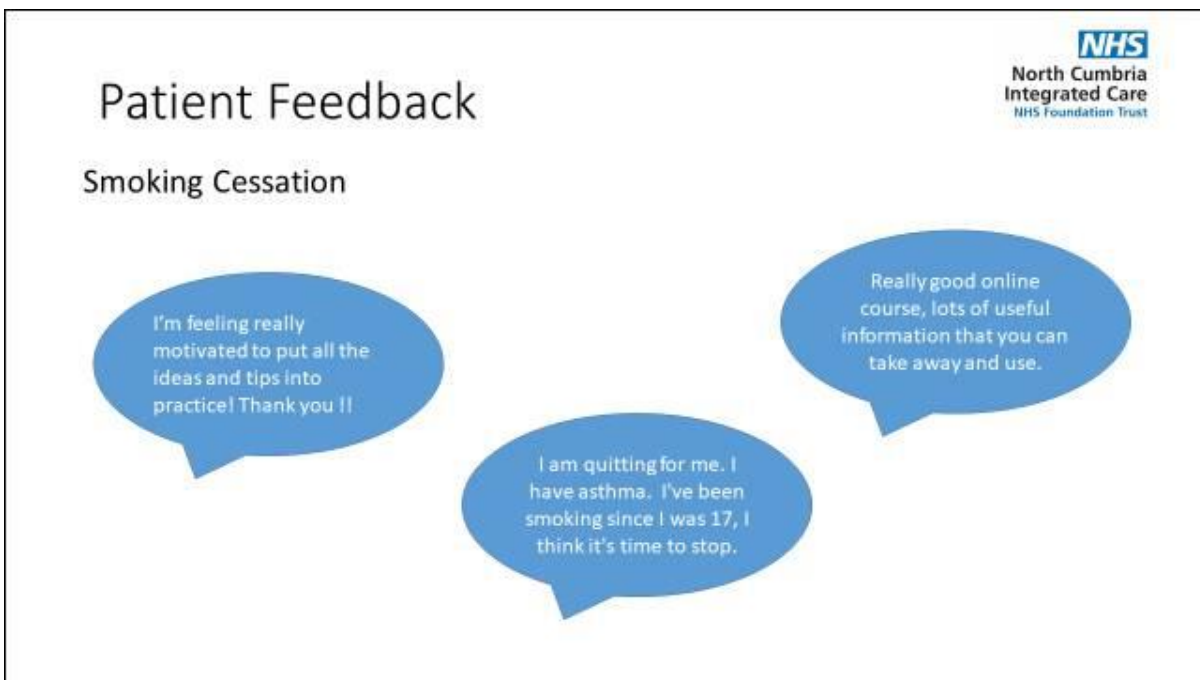 Patient Feedback
NHS
North Cumbria
Integrated Care
NHS Foundation Trust
Smoking Cessation
I'm feeling really
motivated to put all the
ideas and tips into
practice! Thank you !!
I am quitting for me. I
have asthma.  I've been
smoking since I was 17, I
think it's time to stop.
Really good online
course, lots of useful
information that you can
take away and use.